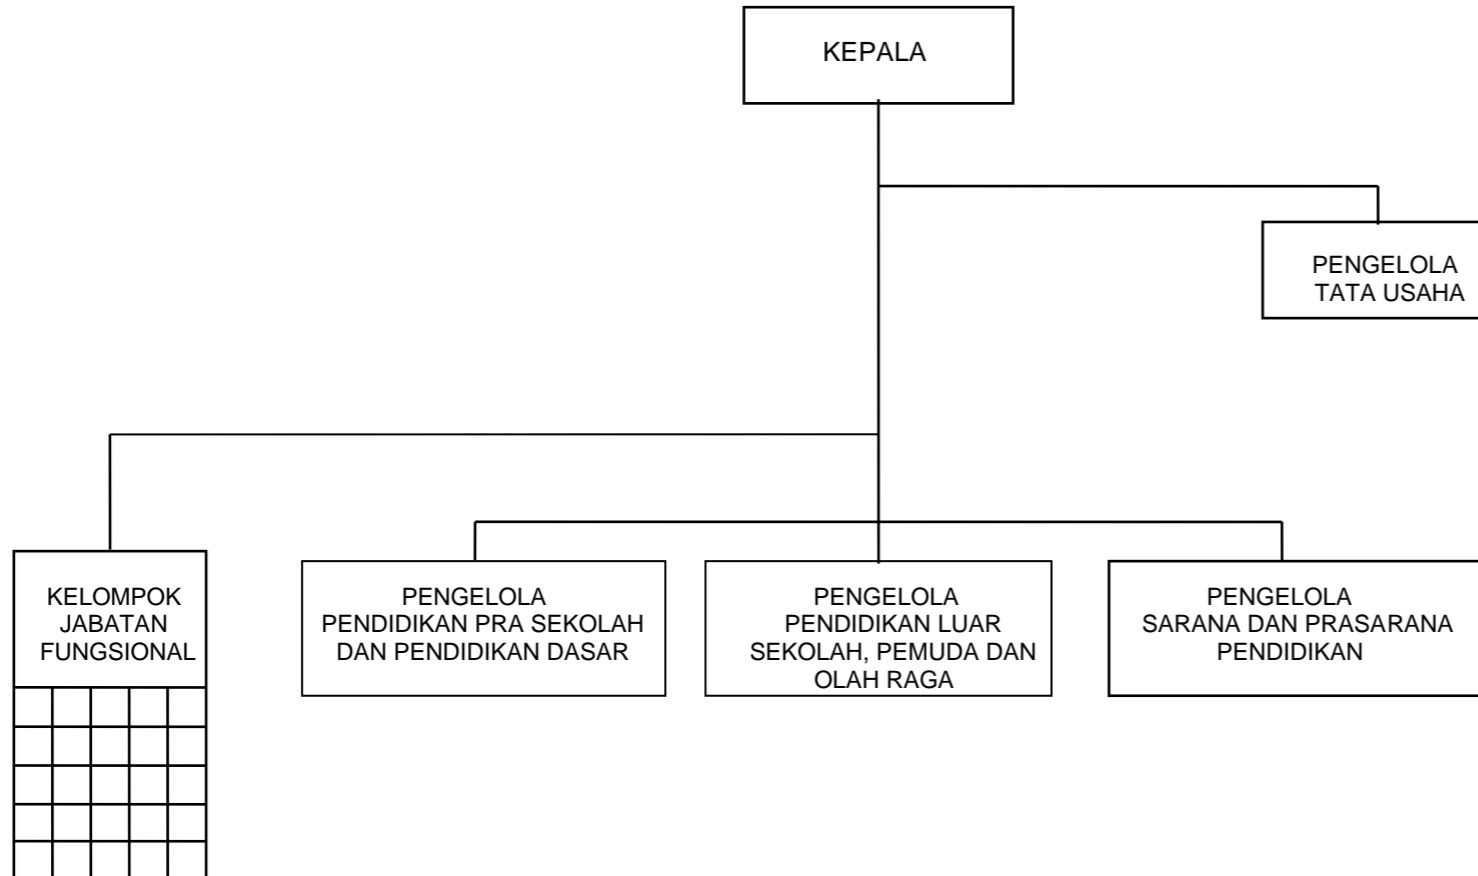 KEPALA
PENGELOLA
TATA USAHA
KELOMPOK
JABATAN
FUNGSIONAL
PENGELOLA
PENDIDIKAN PRA SEKOLAH
DAN PENDIDIKAN DASAR
PENGELOLA
PENDIDIKAN LUAR
SEKOLAH, PEMUDA DAN
OLAH RAGA
PENGELOLA
SARANA DAN PRASARANA
PENDIDIKAN